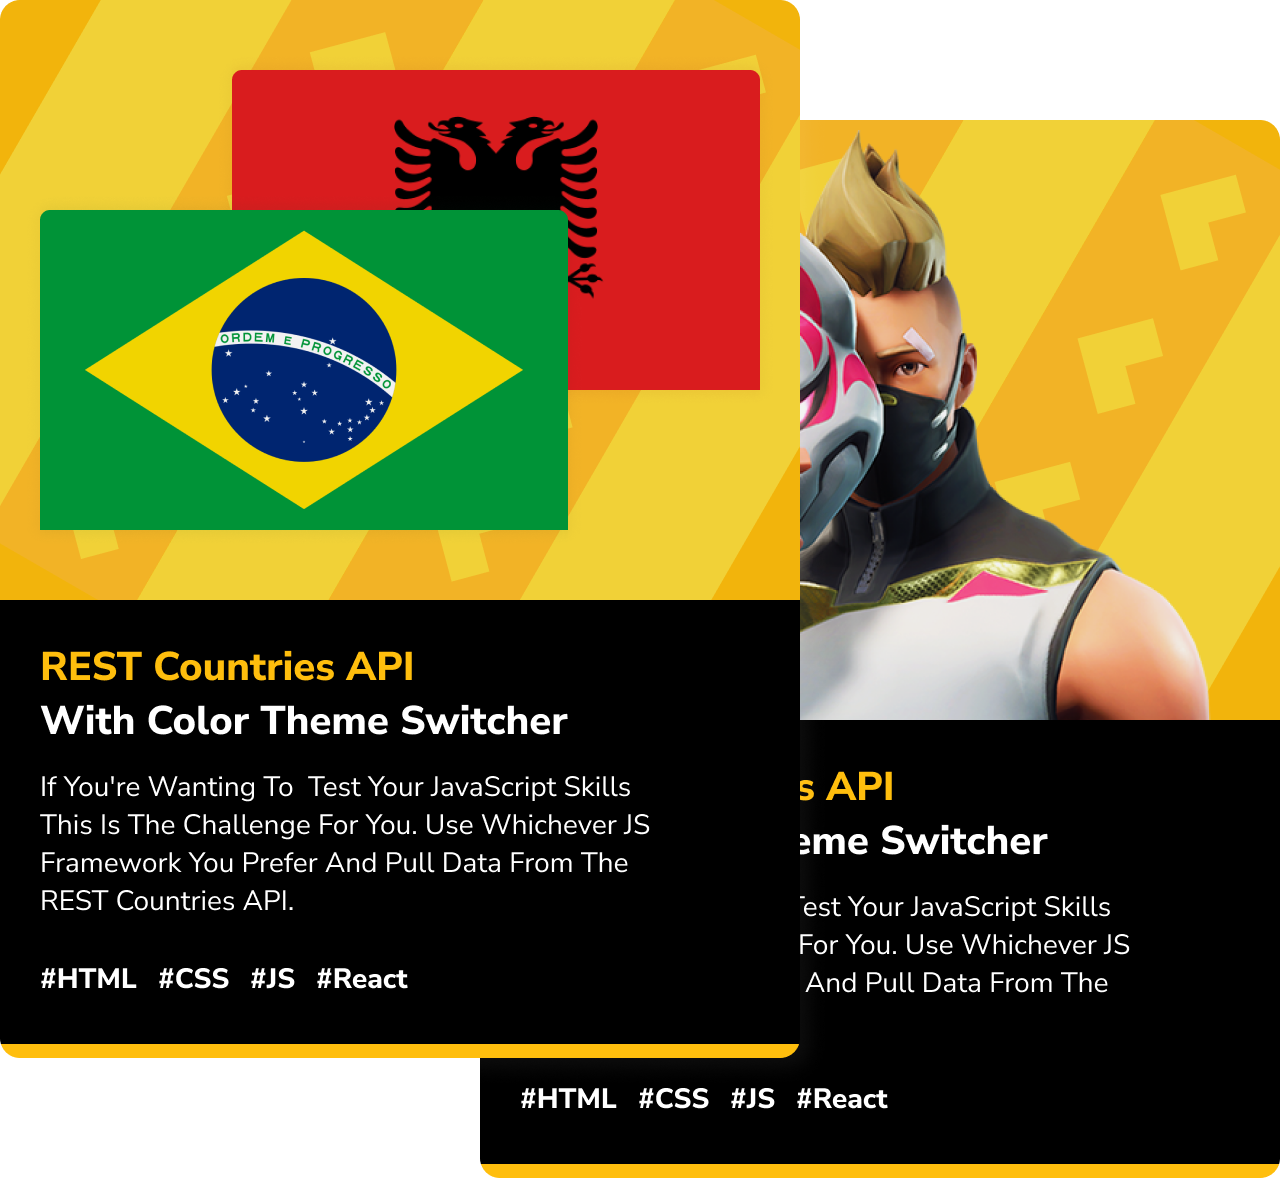 ORDEM E PROGRESSO
REST Countries API
With Color Theme Switcher
If You're Wanting To  Test Your JavaScript Skills
This Is The Challenge For You. Use Whichever JS
Framework You Prefer And Pull Data From The
REST Countries API.
#HTML #CSS #JS #React
s API
eme Switcher
Test Your JavaScript Skills
For You. Use Whichever JS
And Pull Data From The
#HTML #CSS #JS #React